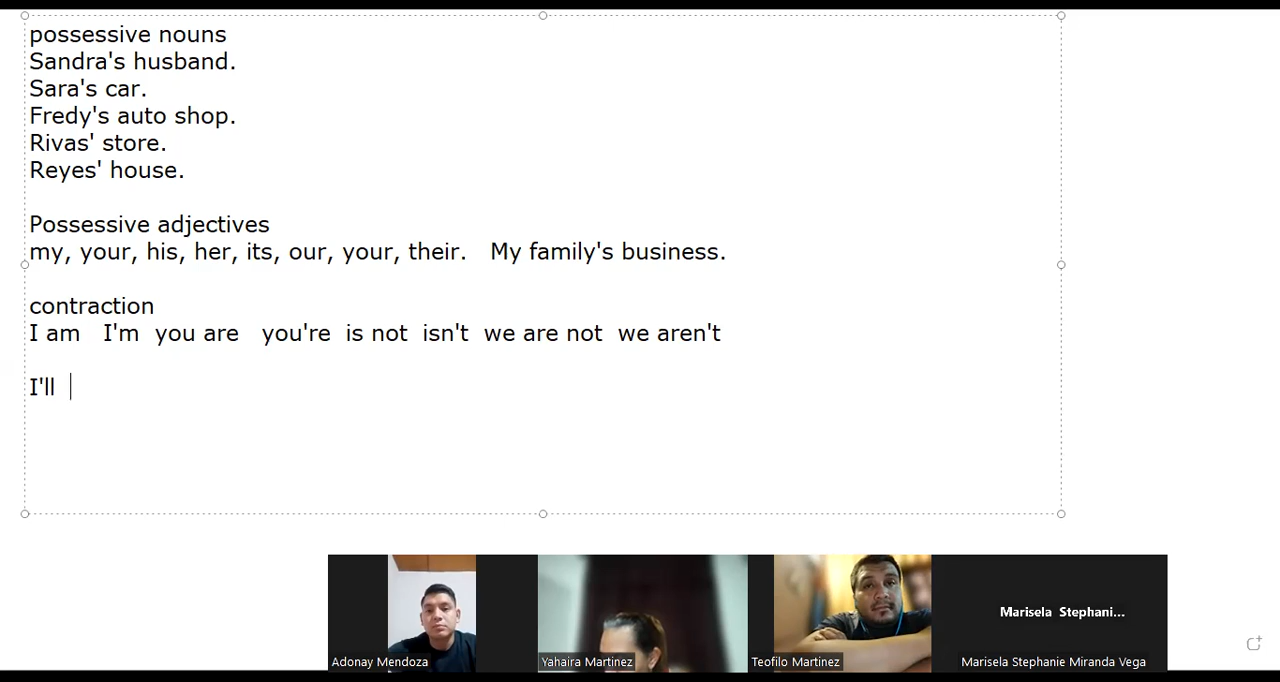 possessive nouns
Sandra's husband.
Sara's car.
Fredy's auto shop.
Rivas' store.
Reyes' house.
Possessive adjectives
my, your, his, her, its, our, your, their.   My family's business.
contraction
I am   I'm  you are   you're  is not  isn't  we are not  we aren't
I'll
Marisela  Stephani...
Adonay Mendoza
Yahaira Martinez
Teofilo Martinez
Marisela Stephanie Miranda Vega